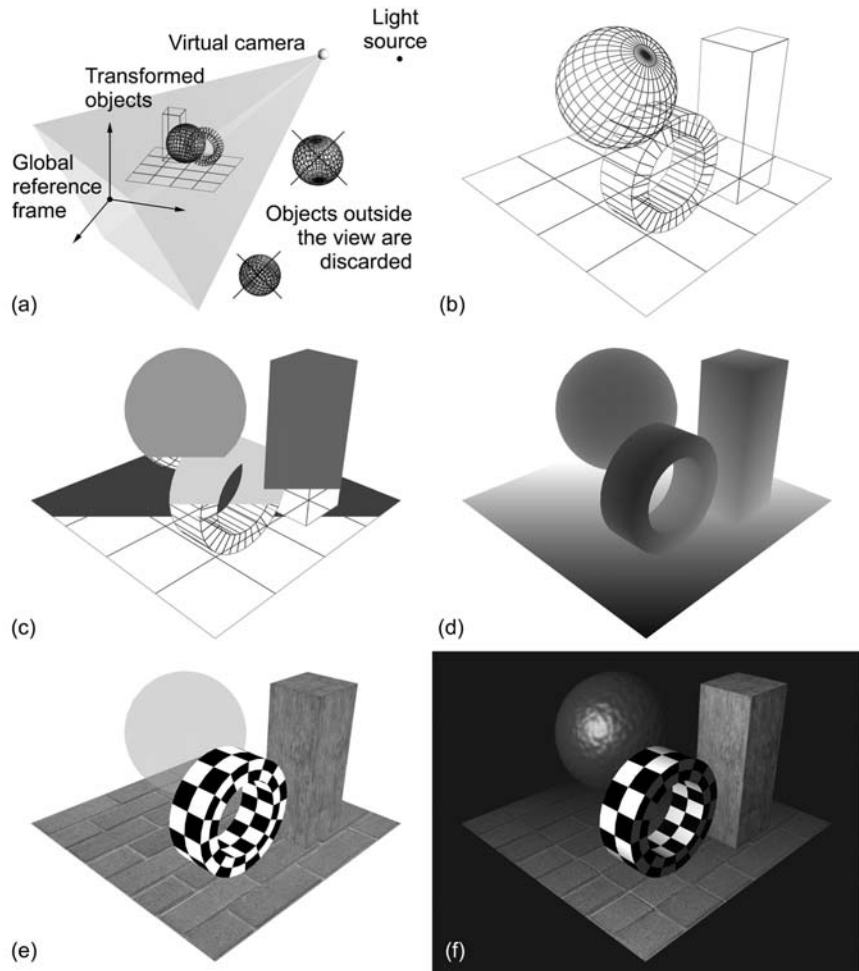 Light
source
Virtual camera
Transformed
objects
Global
reference
frame
Objects outside
the view are
discarded
(a)
(b)
(c)
(d)
(e)
(f)